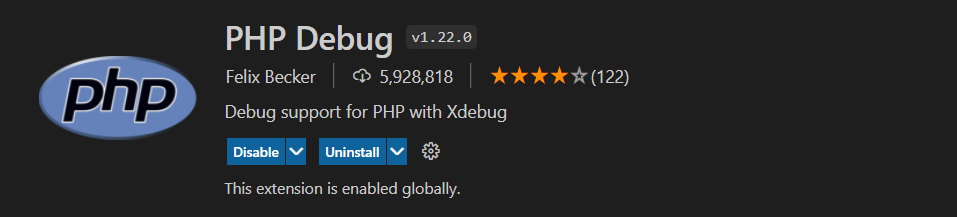 php
PHP Debug v1.22.0
Felix Becker 5,928,818 (122)
Debug support for PHP with Xdebug
Disable Uninstall
This extension is enabled globally.